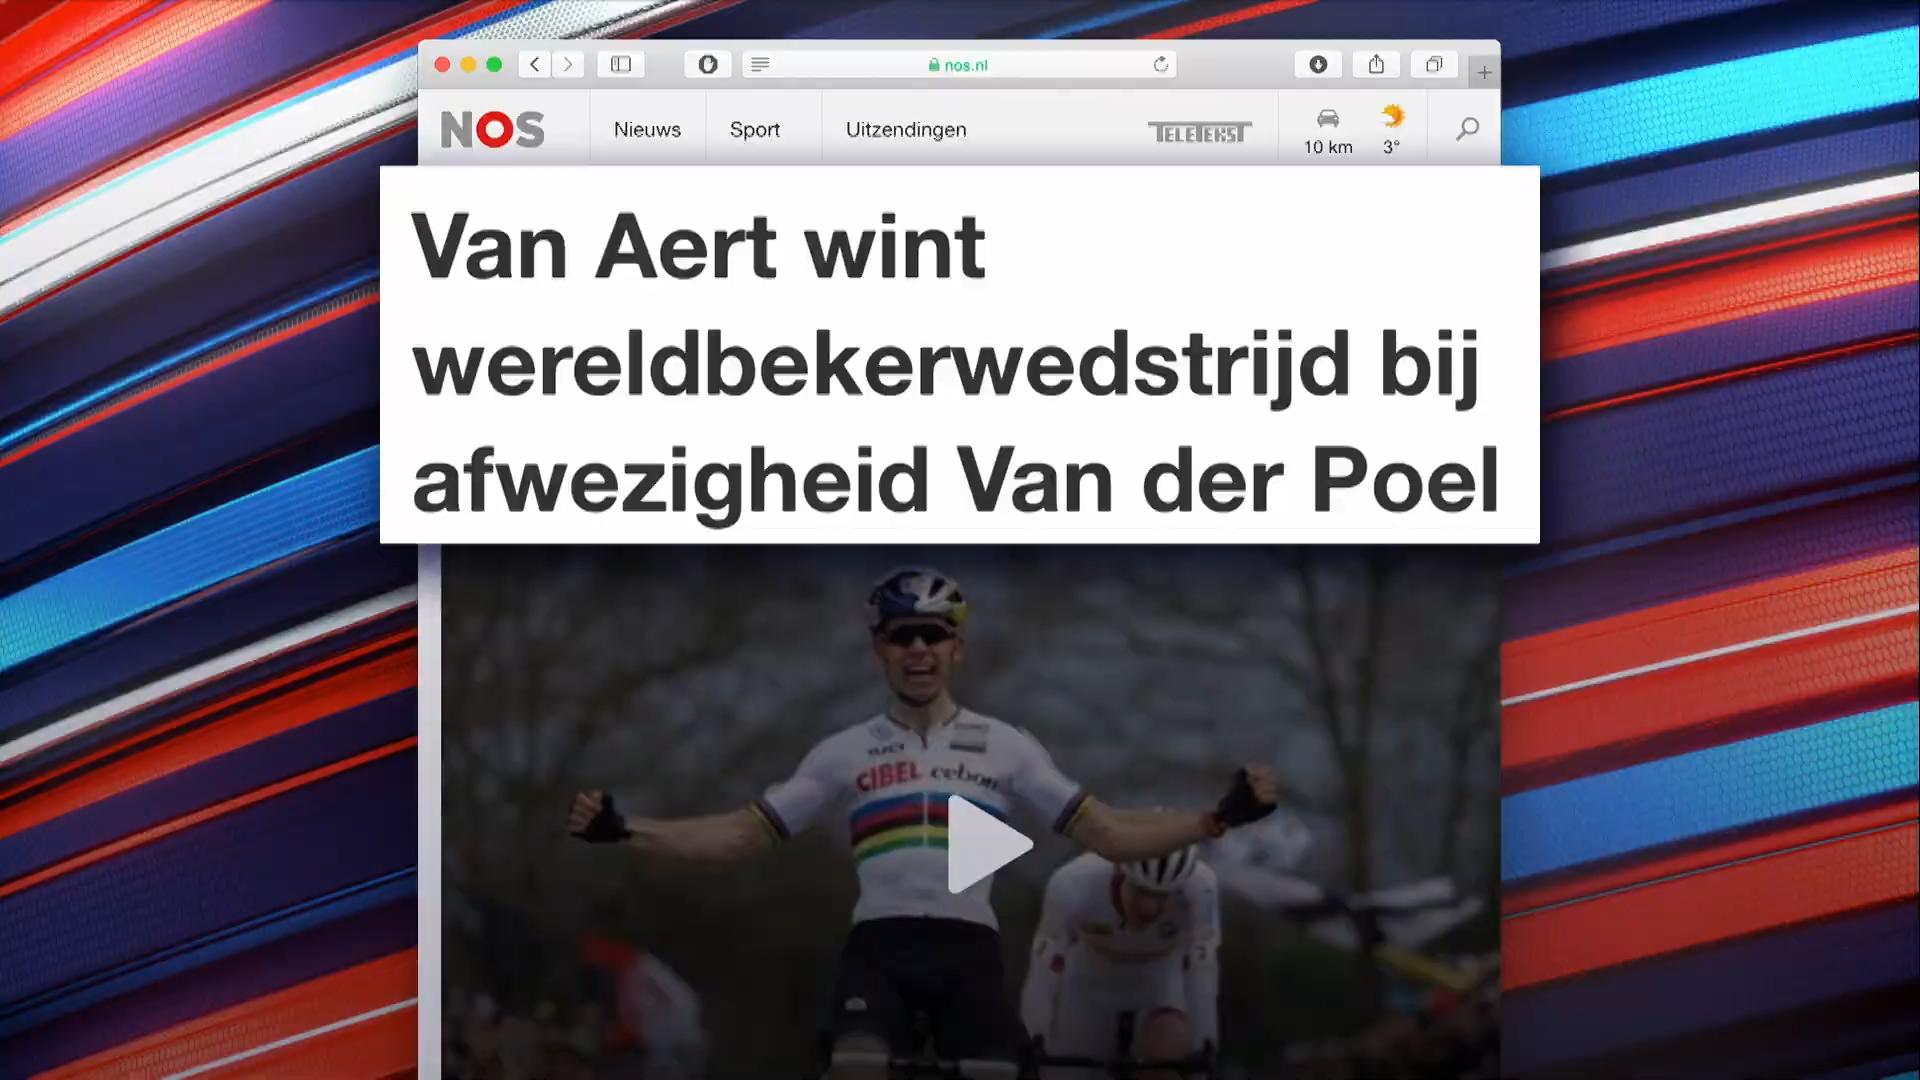 nos.nl
NOS
Nieuws
Sport
Uitzendingen
TELETEKST
10 km
3°
Van Aert wint
wereldbekerwedstrijd bij
afwezigheid Van der Poel
CIBEL cebon